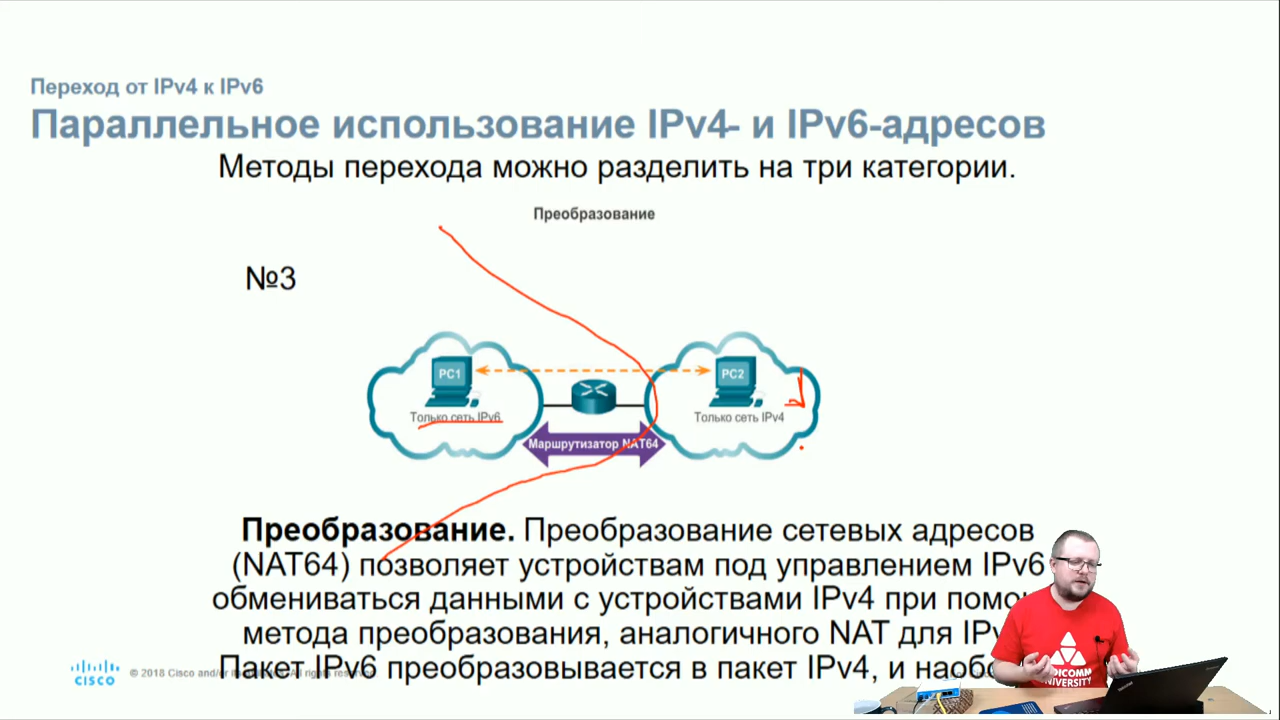 Переход от IPv4 к IPv6
Параллельное использование IPv4- и IPv6-адресов
Методы перехода можно разделить на три категории.
Преобразование
№3
PC1
PC2
Только сеть IPv6
Только сеть IPv4
Маршрутизатор NAT64
Преобразование. Преобразование сетевых адресов
(NAT64) позволяет устройствам под управлением IPv6
обмениваться данными с устройствами IPv4 при
метода преобразования, аналогичного NAT для
Пакет IPv6 преобразовывается в пакет IPv4, и
CISCO
© 2018 Cisco and/or
UNIVERSITY